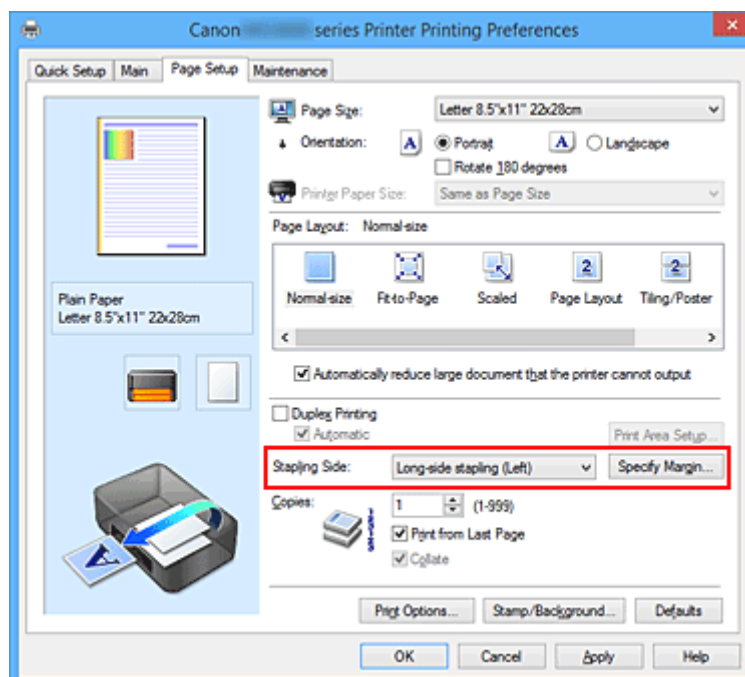 Canon series Printer Printing Preferences
Quick Setup Main Page Setup Maintenance
Page Size: Letter 8.5"x11" 22x28cm
Orientation: A Portrait A Landscape
Rotate 180 degrees
Printer Paper Size: Same as Page Size
Page Layout: Normal-size
2 2
Normal-size Fit-to-Page Scaled Page Layout Tiling/Poster
Automatically reduce large document that the printer cannot output
Plain Paper
Letter 8.5"x11" 22x28cm
Duplex Printing
Automatic Print Area Setup...
Stapling Side: Long-side stapling (Left) Specify Margin...
Copies: 1 (1-999)
Print from Last Page
Collate
A
Print Options... Stamp/Background... Defaults
OK Cancel Apply Help